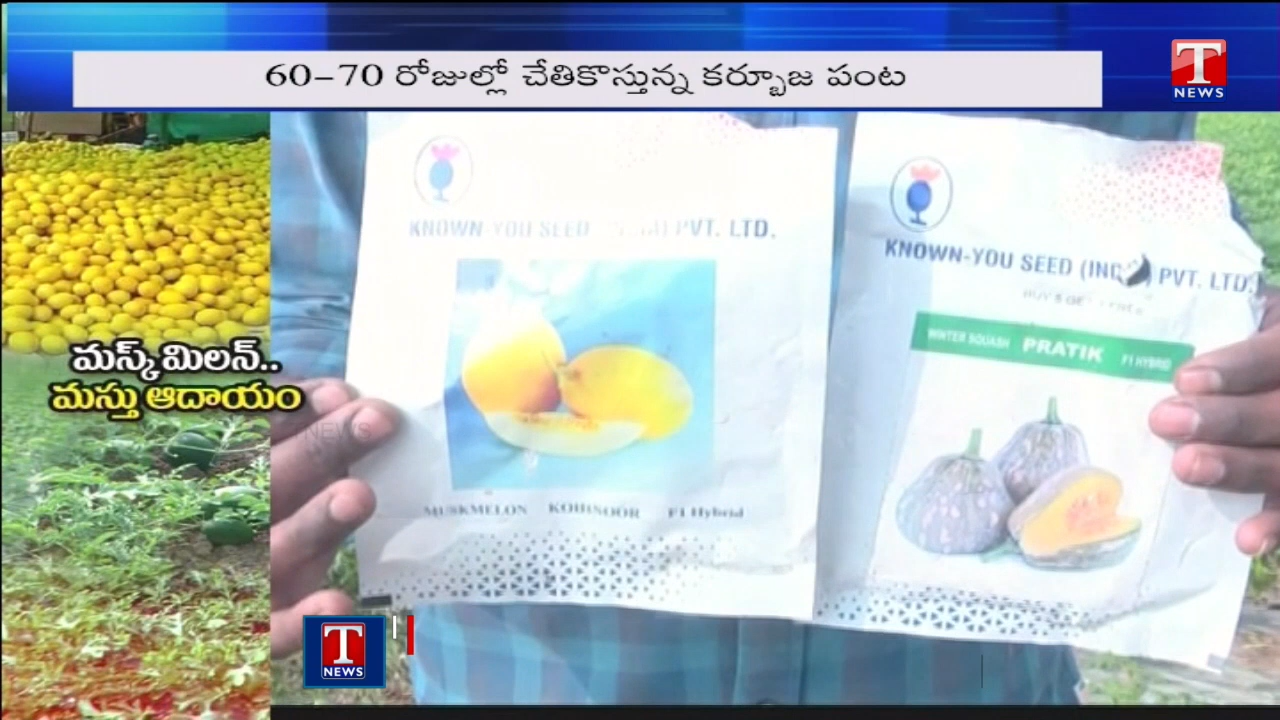 60-70 రోజుల్లో చేతికొస్తున్న కర్బూజ పంట
T
NEWS
KNOWN-YOU SEED PVT. LTD.
MUSKMELON KOHINOOR F1 Hybrid
KNOWN-YOU SEED (INDIA) PVT. LTD.
WINTER SQUASH PRATIK F1 HYBRID
మస్క్ మిలన్..
మస్తు ఆదాయం
T
NEWS